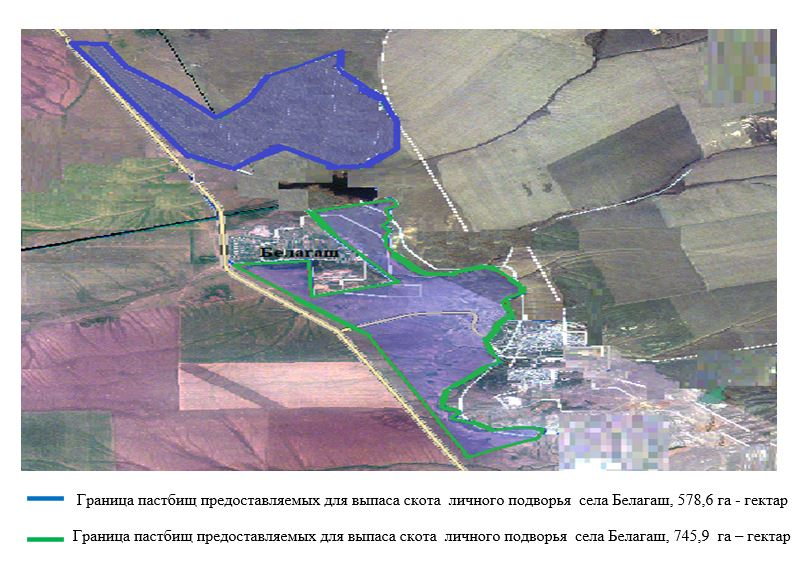 Белагаш
Граница пастбищ предоставляемых для выпаса скота личного подворья села Белагаш, 578,6 га - гектар
Граница пастбищ предоставляемых для выпаса скота личного подворья села Белагаш, 745,9 га – гектар